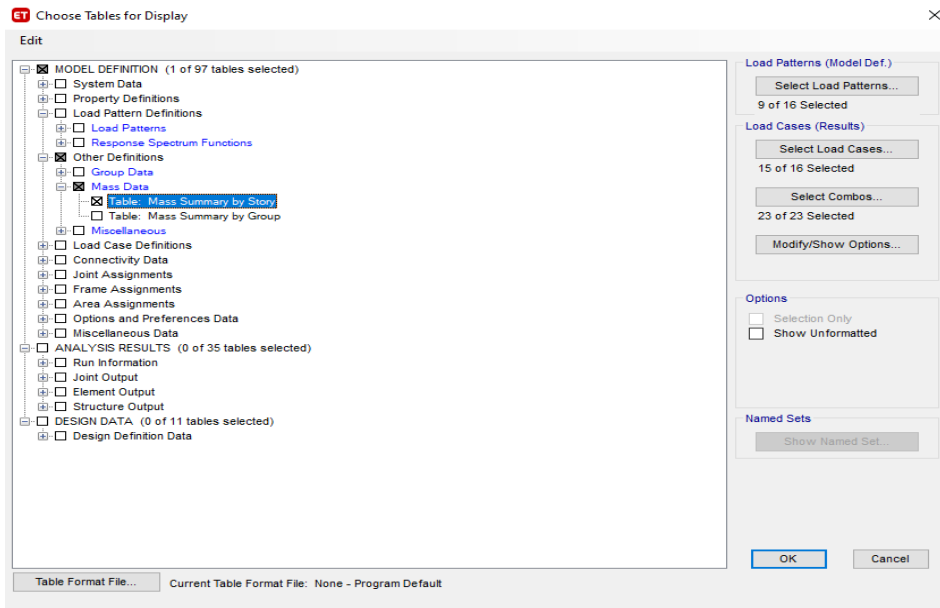 ET Choose Tables for Display
Edit
MODEL DEFINITION (1 of 97 tables selected)
System Data
Property Definitions
Load Pattern Definitions
Load Patterns
Response Spectrum Functions
Other Definitions
Group Data
Mass Data
Table: Mass Summary by Story
Table: Mass Summary by Group
Miscellaneous
Load Case Definitions
Connectivity Data
Joint Assignments
Frame Assignments
Area Assignments
Options and Preferences Data
Miscellaneous Data
ANALYSIS RESULTS (0 of 35 tables selected)
Run Information
Joint Output
Element Output
Structure Output
DESIGN DATA (0 of 11 tables selected)
Design Definition Data
Load Patterns (Model Def.)
Select Load Patterns...
9 of 16 Selected
Load Cases (Results)
Select Load Cases...
15 of 16 Selected
Select Combos...
23 of 23 Selected
Modify/Show Options...
Options
Selection Only
Show Unformatted
Named Sets
Show Named Set...
OK Cancel
Table Format File... Current Table Format File: None - Program Default